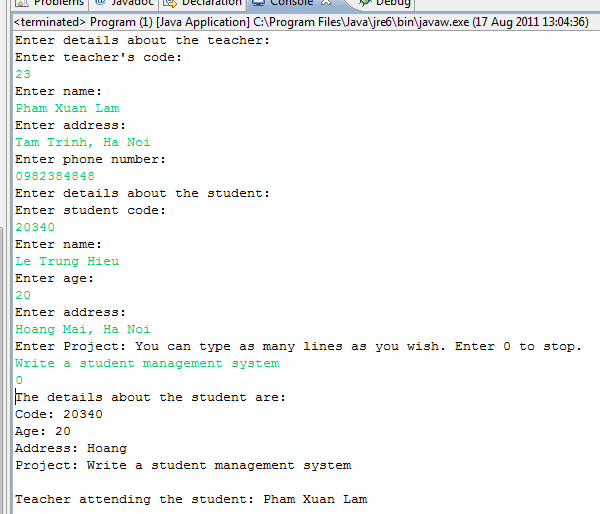 Problems @ Javadoc Declaration Console Debug
<terminated> Program (1) [Java Application] C:\Program Files\Java\jre6\bin\javaw.exe (17 Aug 2011 13:04:36)
Enter details about the teacher:
Enter teacher's code:
23
Enter name:
Pham Xuan Lam
Enter address:
Tam Trinh, Ha Noi
Enter phone number:
0982384848
Enter details about the student:
Enter student code:
20340
Enter name:
Le Trung Hieu
Enter age:
20
Enter address:
Hoang Mai, Ha Noi
Enter Project: You can type as many lines as you wish. Enter 0 to stop.
Write a student management system
0
The details about the student are:
Code: 20340
Age: 20
Address: Hoang
Project: Write a student management system
Teacher attending the student: Pham Xuan Lam